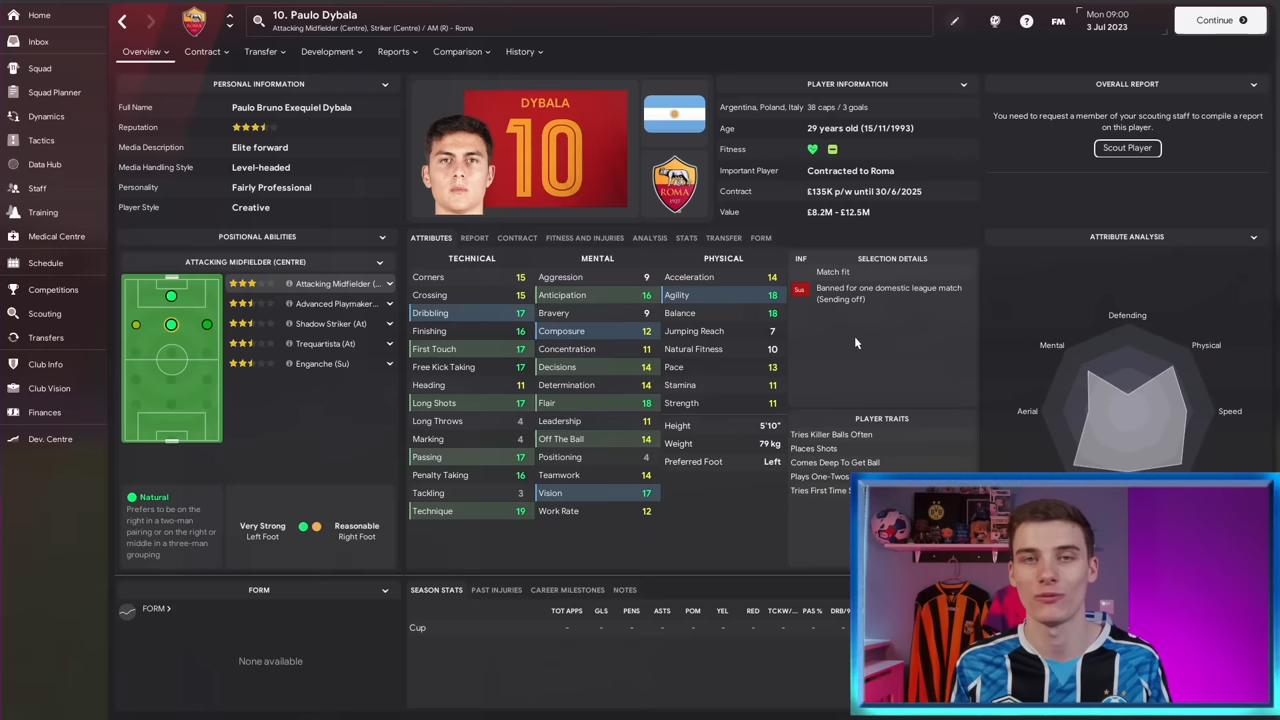 Home
Inbox
Squad
Squad Planner
Dynamics
Tactics
Data Hub
Staff
Training
Medical Centre
Schedule
Competitions
Scouting
Transfers
Club Info
Club Vision
Finances
Dev. Centre
10. Paulo Dybala
Attacking Midfielder (Centre), Striker (Centre) / AM (R) - Roma
FM
Mon 09:00
3 Jul 2023
Continue
Overview
Contract
Transfer
Development
Reports
Comparison
History
PERSONAL INFORMATION
Full Name Paulo Bruno Exequiel Dybala
Reputation
Media Description Elite forward
Media Handling Style Level-headed
Personality Fairly Professional
Player Style Creative
DYBALA
10
ROMA
1927
PLAYER INFORMATION
Argentina, Poland, Italy 38 caps / 3 goals
Age 29 years old (15/11/1993)
Fitness
Important Player Contracted to Roma
Contract £135K p/w until 30/6/2025
Value £8.2M - £12.5M
OVERALL REPORT
You need to request a member of your scouting staff to compile a report
on this player.
Scout Player
POSITIONAL ABILITIES
ATTACKING MIDFIELDER (CENTRE)
Attacking Midfielder (...
Advanced Playmaker...
Shadow Striker (At)
Trequartista (At)
Enganche (Su)
Natural
Prefers to be on the
right in a two-man
pairing or on the right or
middle in a three-man
grouping
Very Strong
Left Foot
Reasonable
Right Foot
ATTRIBUTES REPORT CONTRACT FITNESS AND INJURIES ANALYSIS STATS TRANSFER FORM
TECHNICAL MENTAL PHYSICAL
Corners 15 Aggression 9 Acceleration 14
Crossing 15 Anticipation 16 Agility 18
Dribbling 17 Bravery 9 Balance 18
Finishing 16 Composure 12 Jumping Reach 7
First Touch 17 Concentration 11 Natural Fitness 10
Free Kick Taking 17 Decisions 14 Pace 13
Heading 11 Determination 14 Stamina 11
Long Shots 17 Flair 18 Strength 11
Long Throws 4 Leadership 11 Height 5'10"
Marking 4 Off The Ball 14 Weight 79 kg
Passing 17 Positioning 4 Preferred Foot Left
Penalty Taking 16 Teamwork 14
Tackling 3 Vision 17
Technique 19 Work Rate 12
INF SELECTION DETAILS
Match fit
Sus Banned for one domestic league match
(Sending off)
PLAYER TRAITS
Tries Killer Balls Often
Places Shots
Comes Deep To Get Ball
Plays One-Twos
Tries First Time S
ATTRIBUTE ANALYSIS
Defending
Mental
Physical
Aerial
Speed
FORM
FORM
None available
SEASON STATS PAST INJURIES CAREER MILESTONES NOTES
TOT APPS GLS PENS ASTS POM YEL RED TCKW/... PAS % DRB/9
Cup - - - - - - - - - -